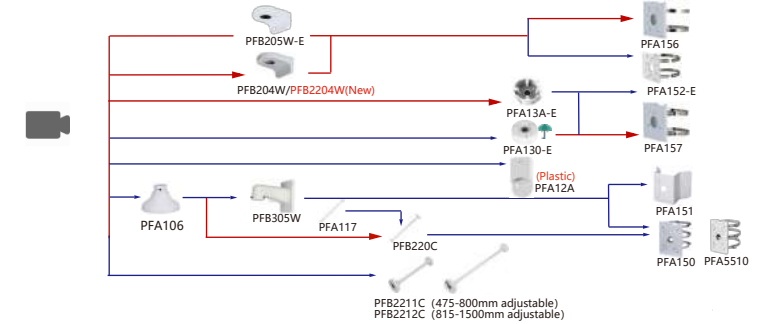 PFB205W-E
PFA156
PFB204W/PFB2204W(New)
PFA152-E
PFA13A-E
PFA130-E
PFA157
(Plastic)
PFA12A
PFA151
PFA106
PFB305W
PFA117
PFB220C
PFA150
PFA5510
PFB2211C (475-800mm adjustable)
PFB2212C (815-1500mm adjustable)